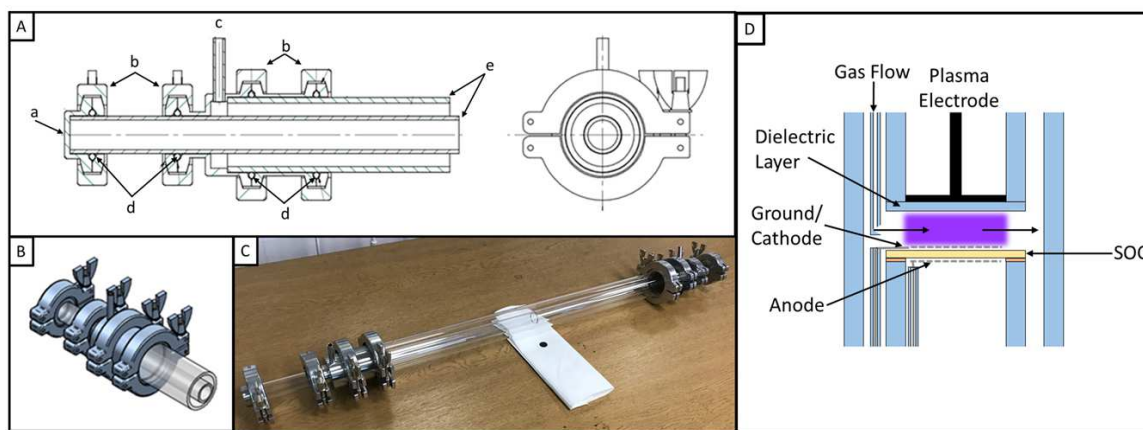 A
c
b
b
e
a
d
d
B
C
D
Gas Flow
Plasma
Electrode
Dielectric
Layer
Ground/
Cathode
SOC
Anode